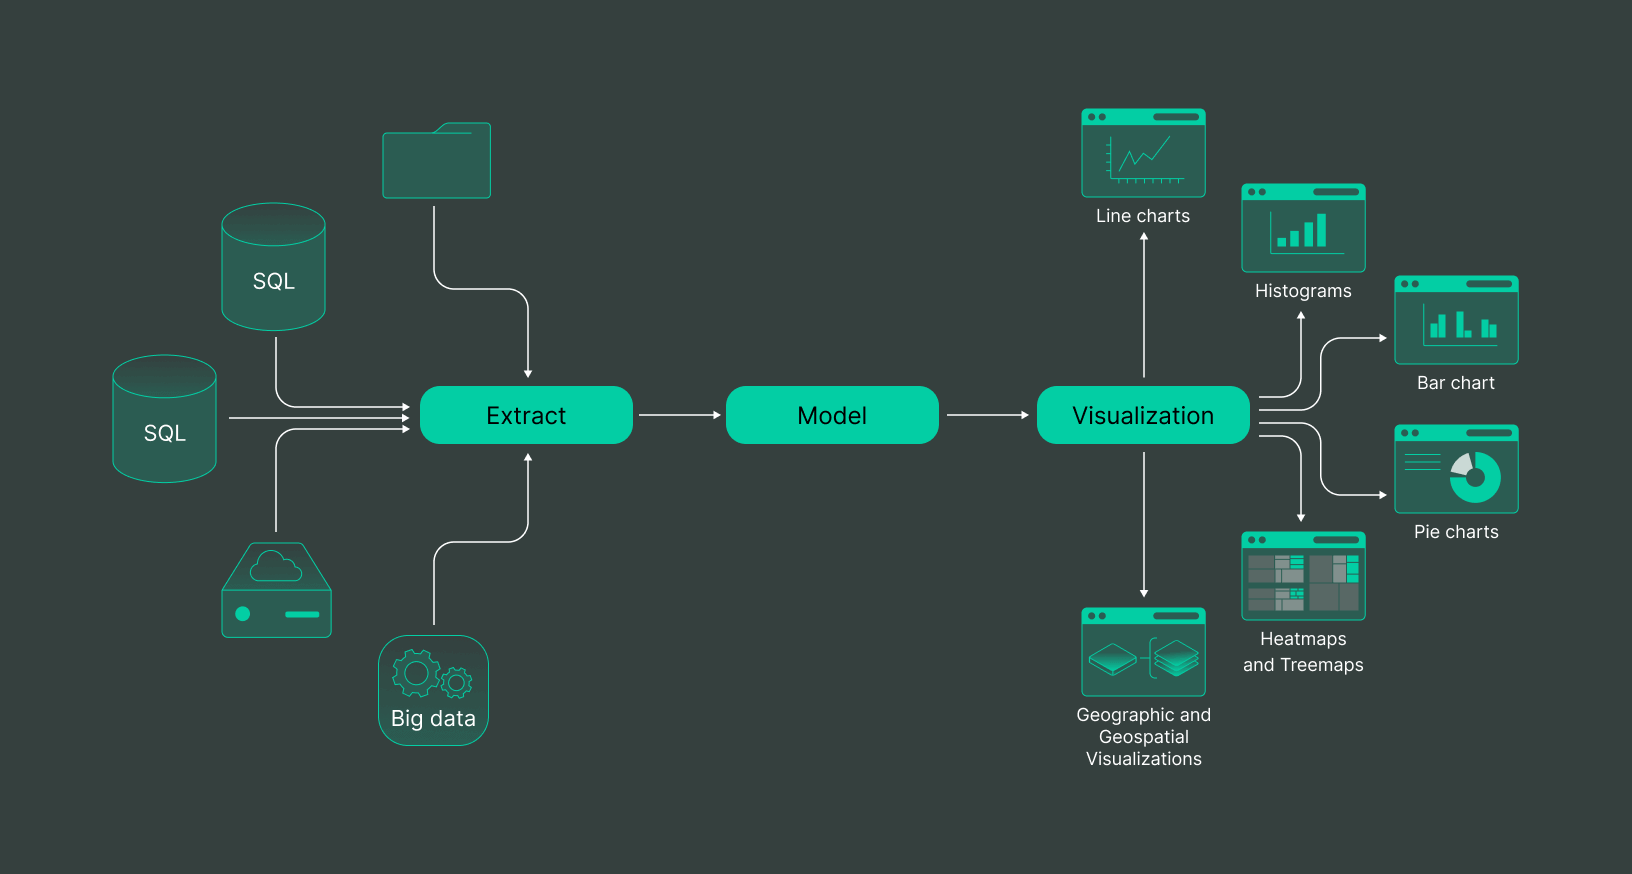 SQL
SQL
Big data
Extract
Model
Visualization
Line charts
Histograms
Bar chart
Pie charts
Heatmaps
and Treemaps
Geographic and
Geospatial
Visualizations